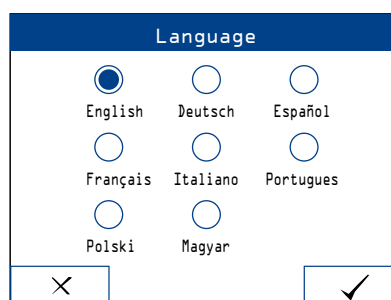 Language
English Deutsch Español
Français Italiano Portugues
Polski Magyar